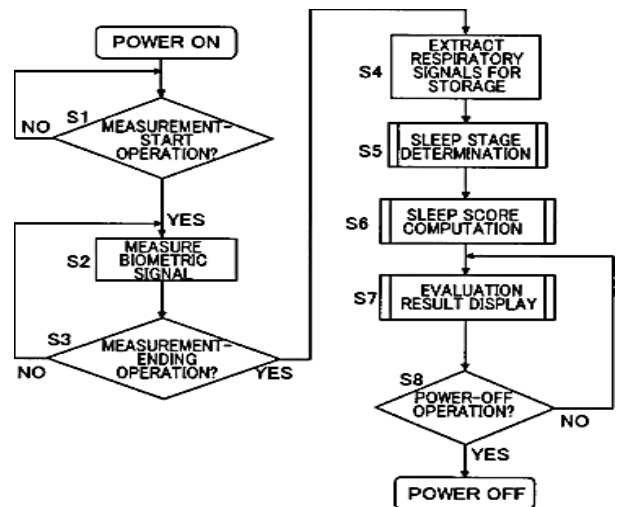 POWER ON
S1
NO
MEASUREMENT-
START
OPERATION?
YES
S2
MEASURE
BIOMETRIC
SIGNAL
S3
MEASUREMENT-
ENDING
OPERATION?
NO
YES
S4
EXTRACT
RESPIRATORY
SIGNALS FOR
STORAGE
S5
SLEEP STAGE
DETERMINATION
S6
SLEEP SCORE
COMPUTATION
S7
EVALUATION
RESULT DISPLAY
S8
POWER-OFF
OPERATION?
NO
YES
POWER OFF